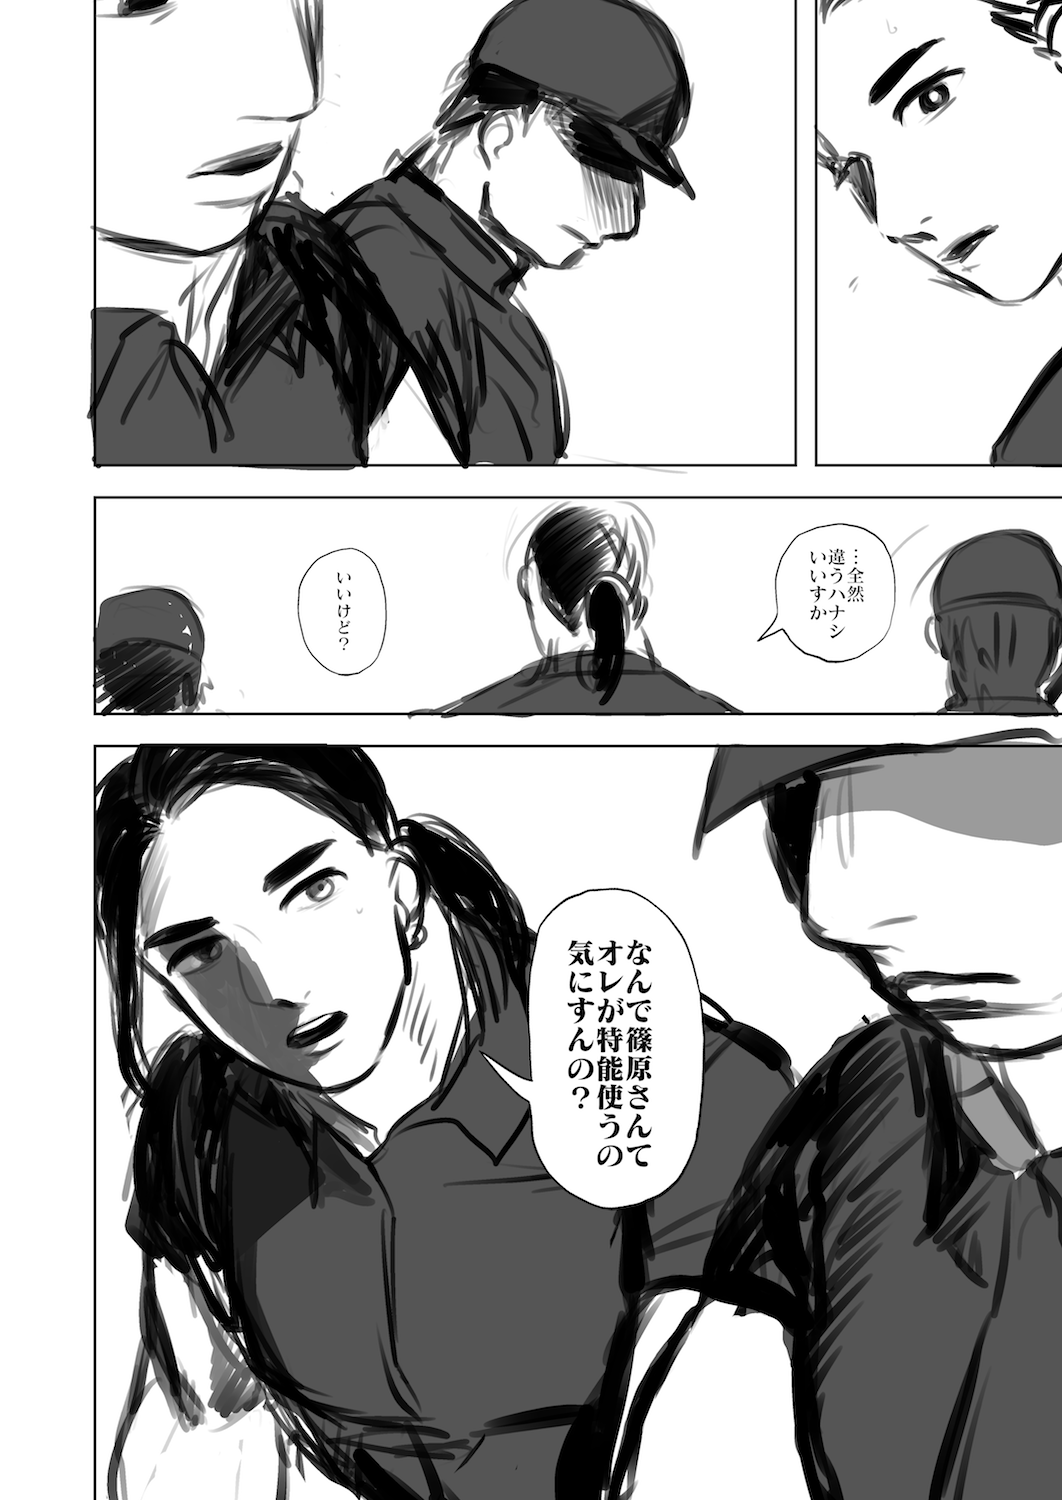 …全然
違うハナシ
いいすか
いいけど？
なんで篠原さんて
オレが特能使うの
気にすんの？